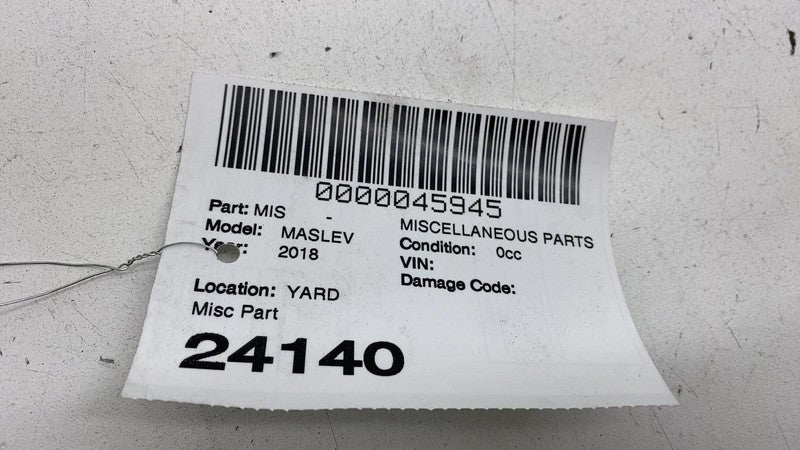 0000045945
Part: MIS - MISCELLANEOUS PARTS
Model: MASLEV Condition: 0cc
Year: 2018 VIN:
Damage Code:
Location: YARD
Misc Part
24140